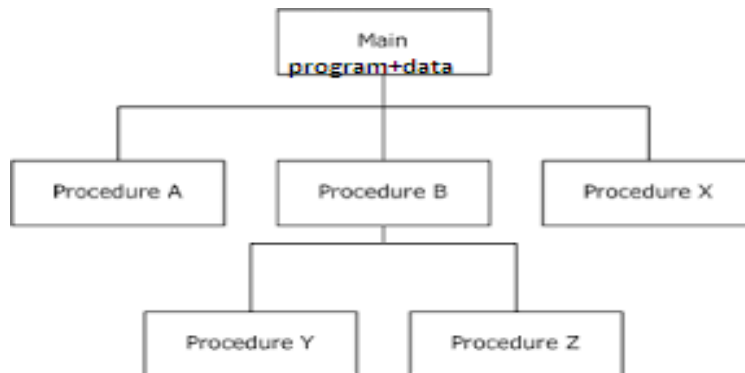 Main
program+data
Procedure A
Procedure B
Procedure X
Procedure Y
Procedure Z